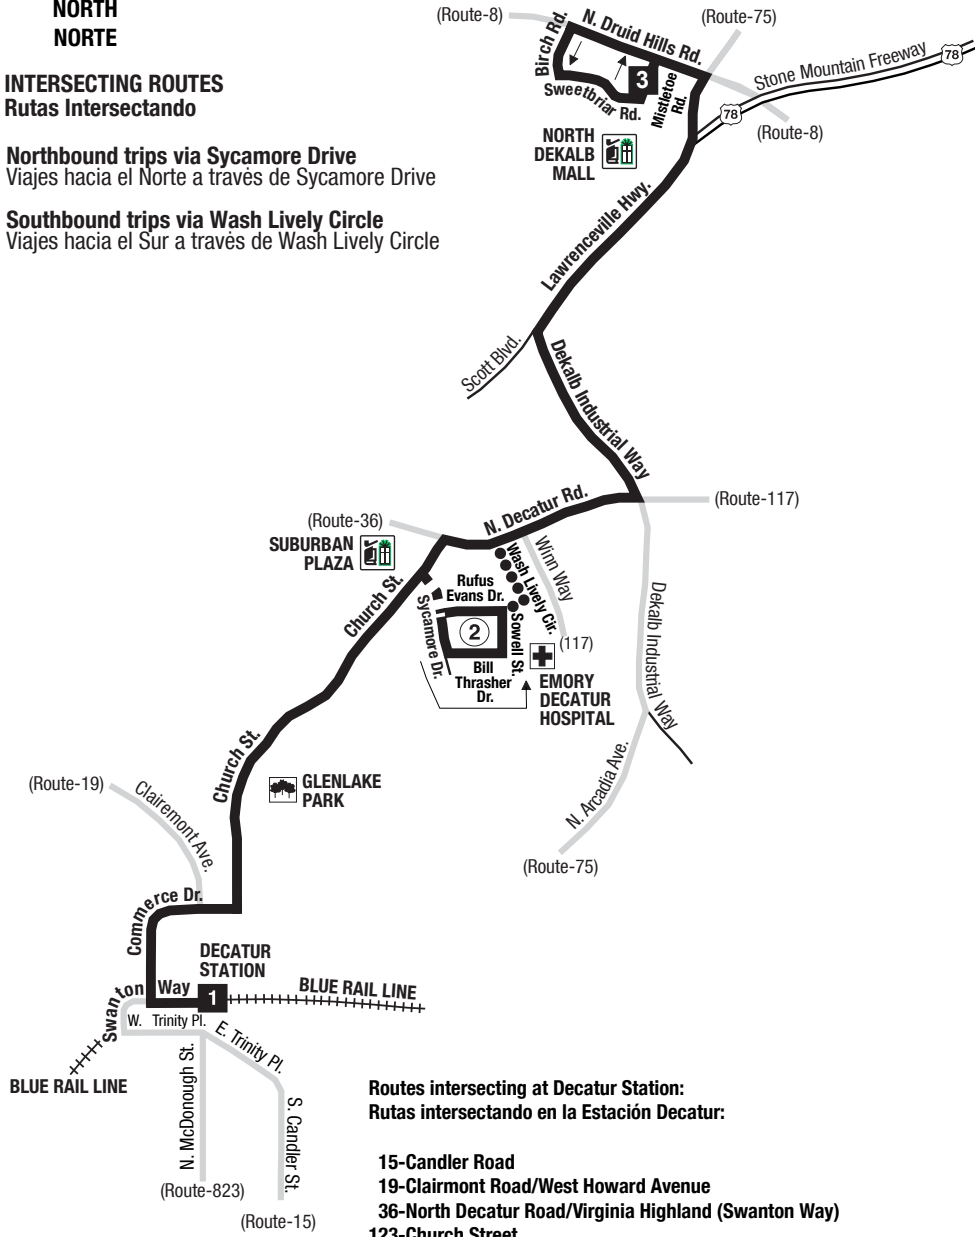 NORTH
NORTE
INTERSECTING ROUTES
Rutas Intersectando
Northbound trips via Sycamore Drive
Viajes hacia el Norte a través de Sycamore Drive
Southbound trips via Wash Lively Circle
Viajes hacia el Sur a través de Wash Lively Circle
(Route-8)
(Route-75)
Birch Rd.
N. Druid Hills Rd.
3
Sweetbriar Rd.
Mistletoe
Rd.
Stone Mountain Freeway
78
78
(Route-8)
NORTH
DEKALB
MALL
Lawrenceville Hwy.
Scott Blvd.
Dekalb Industrial Way
N. Decatur Rd.
(Route-117)
(Route-36)
SUBURBAN
PLAZA
Church St.
Sycamore Dr.
Rufus
Evans Dr.
Wash Lively Cir.
Winn Way
2
Sowell St.
(117)
Bill
Thrasher
Dr.
EMORY
DECATUR
HOSPITAL
Dekalb Industrial Way
N. Arcadia Ave.
(Route-75)
Church St.
GLENLAKE
PARK
(Route-19)
Clairemont Ave.
Commerce Dr.
DECATUR
STATION
Swanton Way
1
BLUE RAIL LINE
W. Trinity Pl.
E. Trinity Pl.
BLUE RAIL LINE
N. McDonough St.
S. Candler St.
(Route-823)
(Route-15)
Routes intersecting at Decatur Station:
Rutas intersectando en la Estación Decatur:
15-Candler Road
19-Clairmont Road/West Howard Avenue
36-North Decatur Road/Virginia Highland (Swanton Way)
123-Church Street